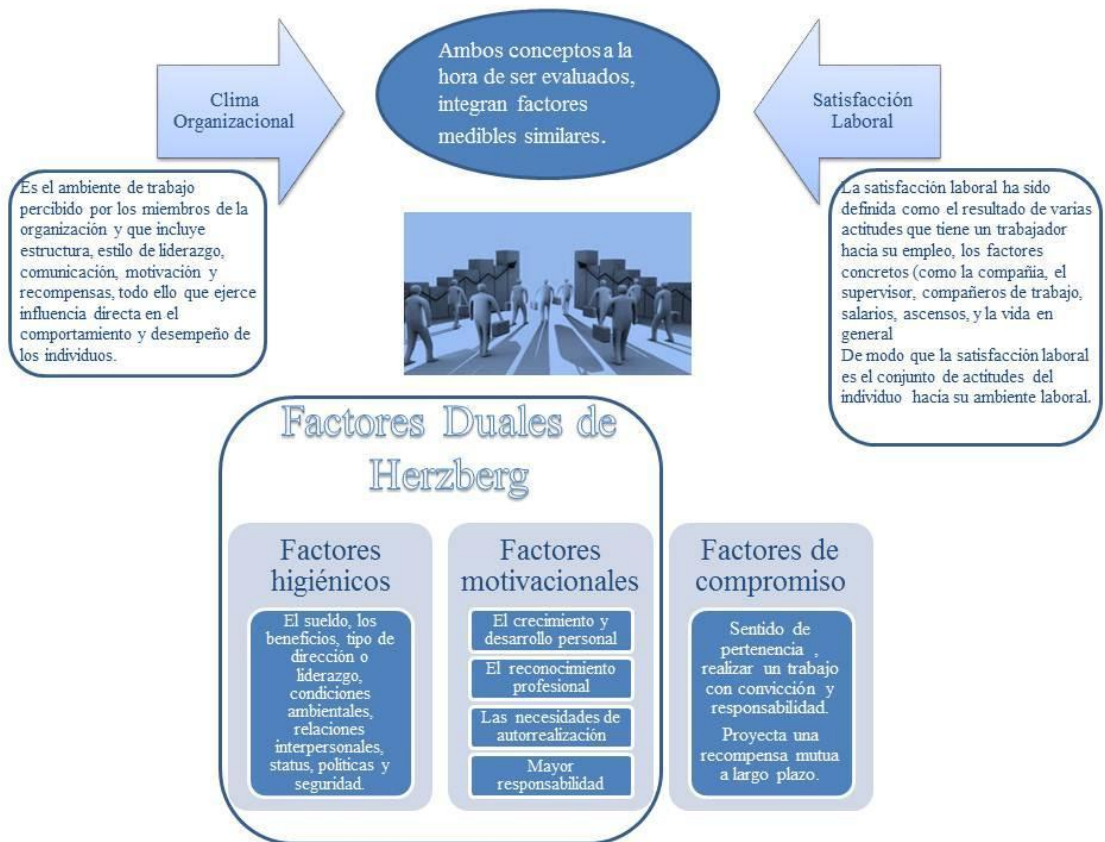 Clima
Organizacional
Ambos conceptos a la
hora de ser evaluados,
integran factores
medibles similares.
Satisfacción
Laboral
Es el ambiente de trabajo
percibido por los miembros de la
organización y que incluye
estructura, estilo de liderazgo,
comunicación, motivación y
recompensas, todo ello que ejerce
influencia directa en el
comportamiento y desempeño de
los individuos.
La satisfacción laboral ha sido
definida como el resultado de varias
actitudes que tiene un trabajador
hacia su empleo, los factores
concretos (como la compañia, el
supervisor, compañeros de trabajo,
salarios, ascensos, y la vida en
general
De modo que la satisfacción laboral
es el conjunto de actitudes del
individuo hacia su ambiente laboral.
Factores Duales de
Herzberg
Factores
higiénicos
El sueldo, los
beneficios, tipo de
dirección o
liderazgo,
condiciones
ambientales,
relaciones
interpersonales,
status, políticas y
seguridad.
Factores
motivacionales
El crecimiento y
desarrollo personal
El reconocimiento
profesional
Las necesidades de
autorrealización
Mayor
responsabilidad
Factores de
compromiso
Sentido de
pertenencia ,
realizar un trabajo
con convicción y
responsabilidad.
Proyecta una
recompensa mutua
a largo plazo.